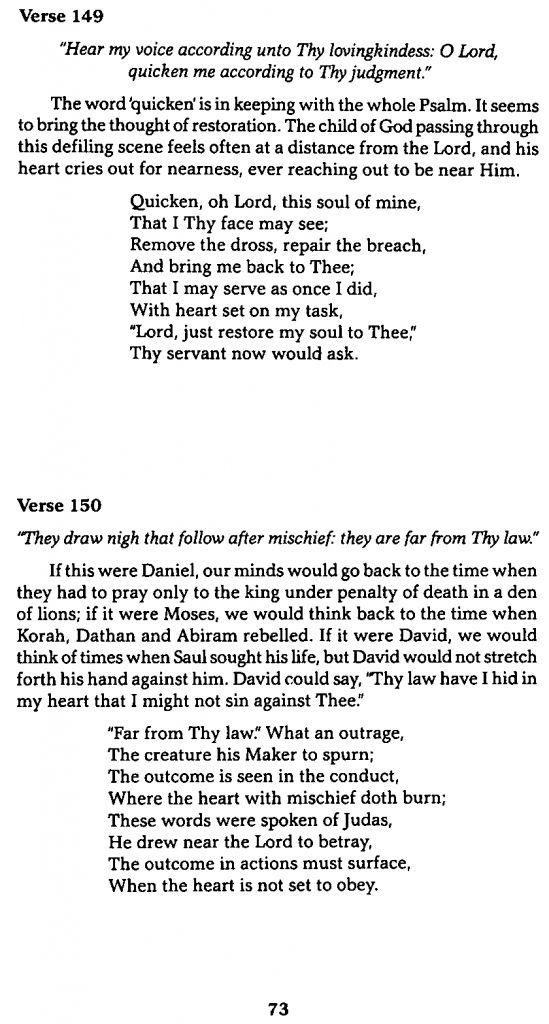 Verse 149
"Hear my voice according unto Thy lovingkindess: O Lord,
quicken me according to Thy judgment."
The word 'quicken' is in keeping with the whole Psalm. It seems
to bring the thought of restoration. The child of God passing through
this defiling scene feels often at a distance from the Lord, and his
heart cries out for nearness, ever reaching out to be near Him.
Quicken, oh Lord, this soul of mine,
That I Thy face may see;
Remove the dross, repair the breach,
And bring me back to Thee;
That I may serve as once I did,
With heart set on my task,
"Lord, just restore my soul to Thee,"
Thy servant now would ask.
Verse 150
"They draw nigh that follow after mischief: they are far from Thy law."
If this were Daniel, our minds would go back to the time when
they had to pray only to the king under penalty of death in a den
of lions; if it were Moses, we would think back to the time when
Korah, Dathan and Abiram rebelled. If it were David, we would
think of times when Saul sought his life, but David would not stretch
forth his hand against him. David could say, "Thy law have I hid in
my heart that I might not sin against Thee."
"Far from Thy law." What an outrage,
The creature his Maker to spurn;
The outcome is seen in the conduct,
Where the heart with mischief doth burn;
These words were spoken of Judas,
He drew near the Lord to betray,
The outcome in actions must surface,
When the heart is not set to obey.
73